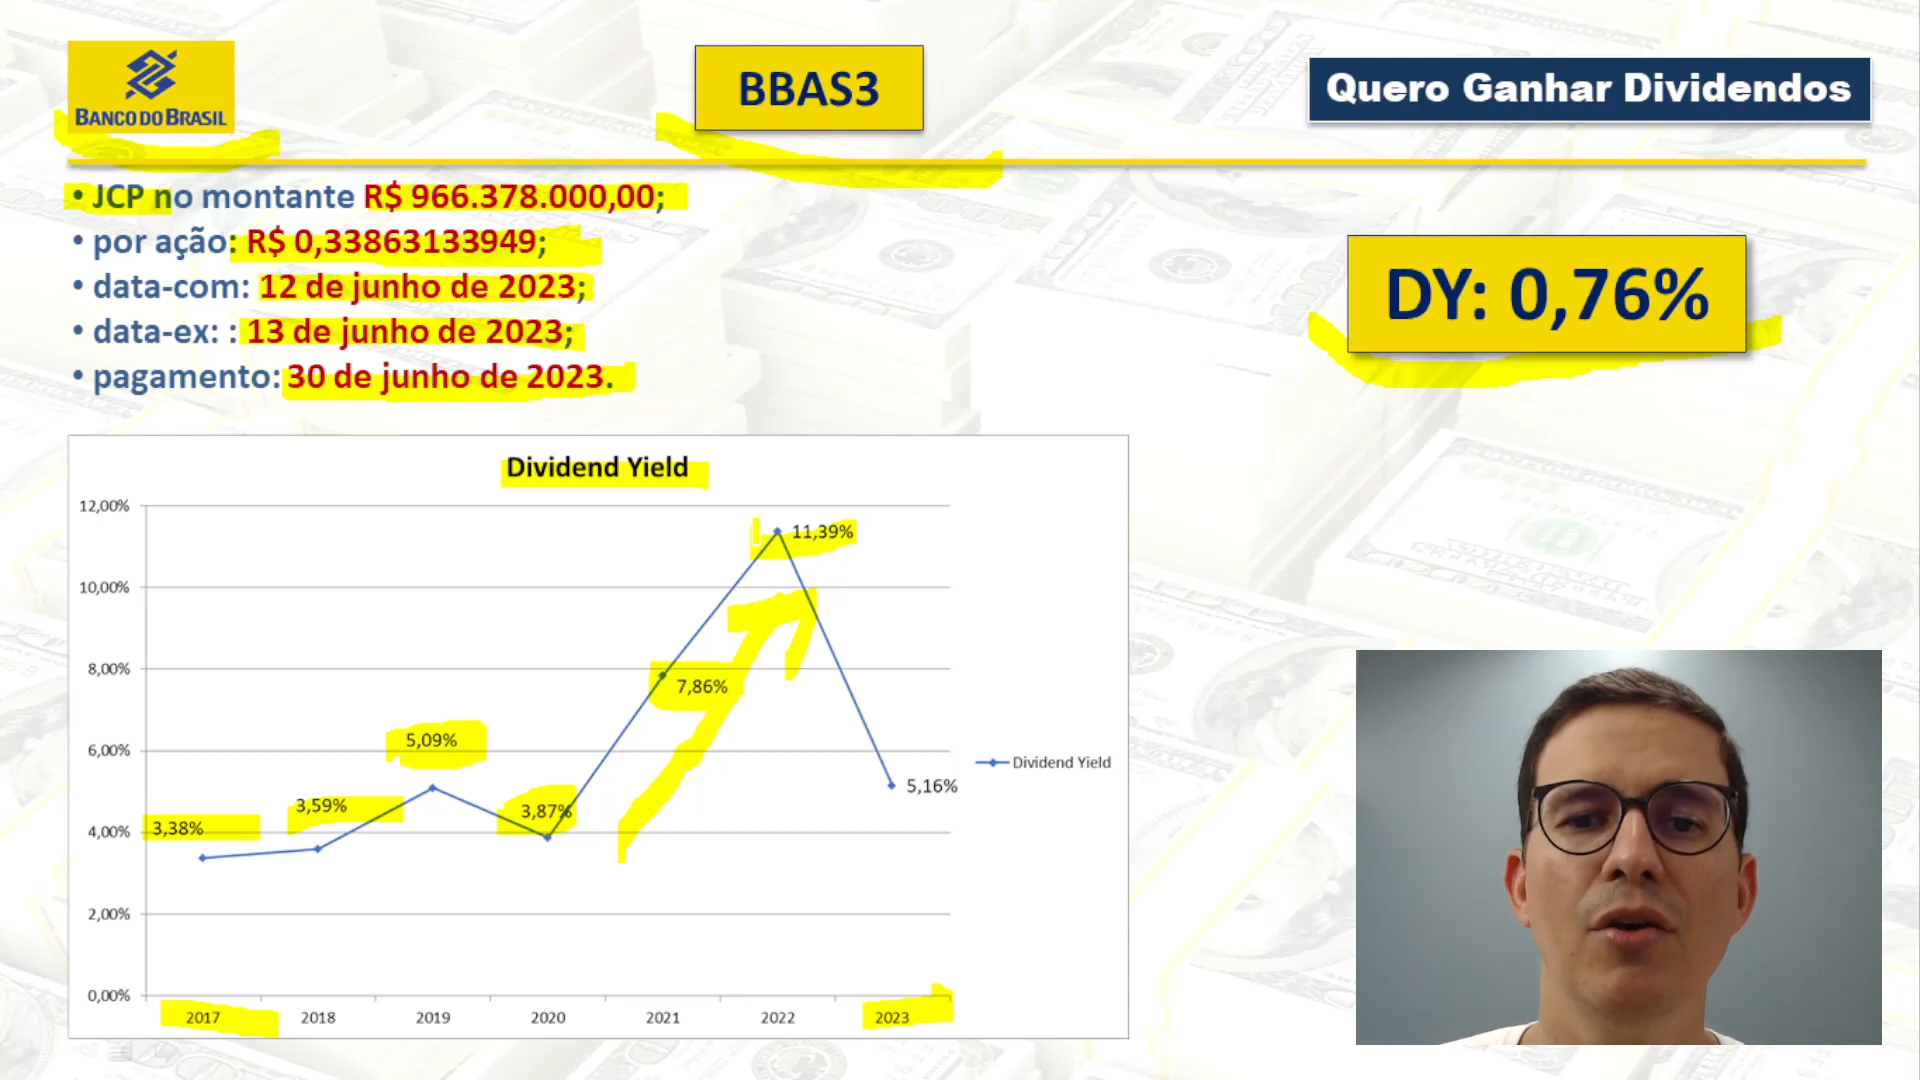 BANCO DO BRASIL
BBAS3
Quero Ganhar Dividendos
• JCP no montante R$ 966.378.000,00;
• por ação: R$ 0,33863133949;
• data-com: 12 de junho de 2023;
• data-ex: : 13 de junho de 2023;
• pagamento: 30 de junho de 2023.
DY: 0,76%
Dividend Yield
12,00%
10,00%
8,00%
6,00%
4,00%
2,00%
0,00%
3,38%
3,59%
5,09%
3,87%
7,86%
11,39%
5,16%
Dividend Yield
2017 2018 2019 2020 2021 2022 2023